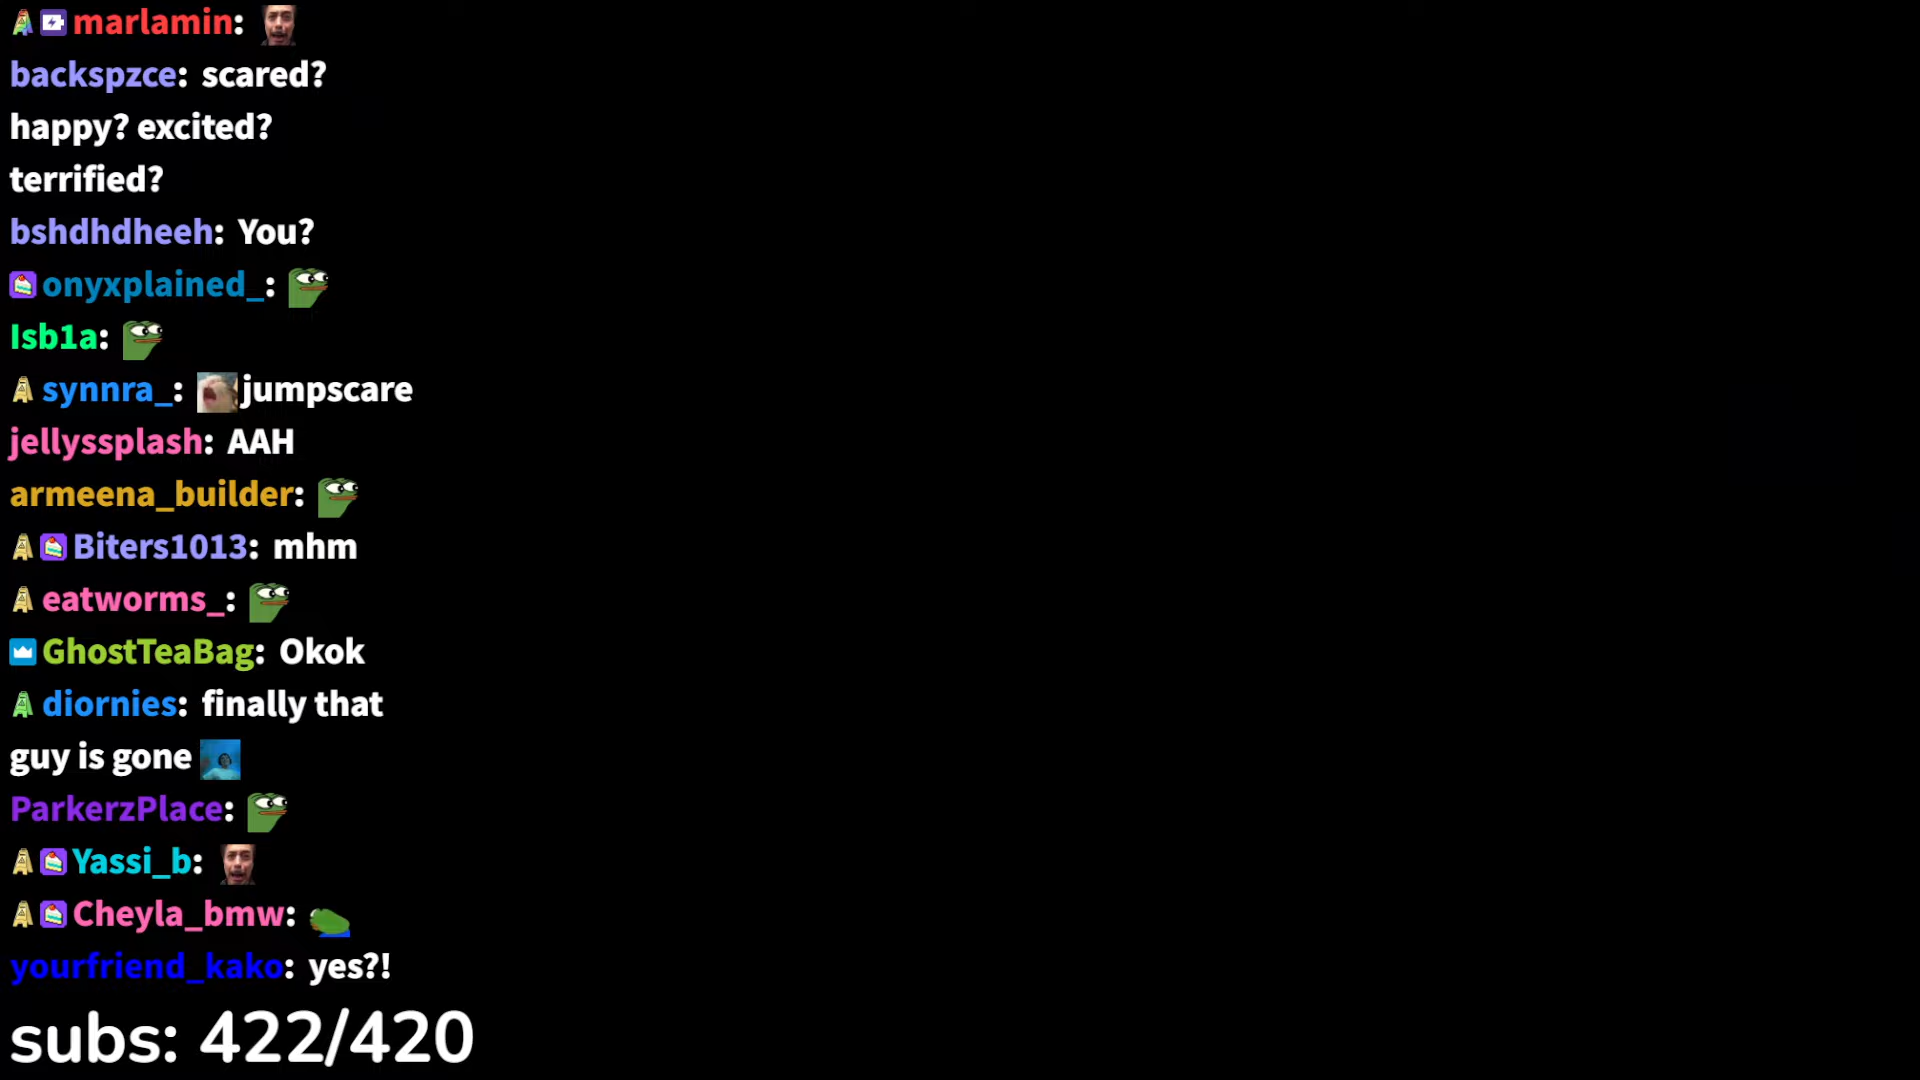 marlamin:
backspzce: scared?
happy? excited?
terrified?
bshdhdheeh: You?
onyxplained_:
Isb1a:
synnra_: jumpscare
jellyssplash: AAH
armeena_builder:
Biters1013: mhm
eatworms_:
GhostTeaBag: Okok
diornies: finally that
guy is gone
ParkerzPlace:
Yassi_b:
Cheyla_bmw:
yourfriend_kako: yes?!
subs: 422/420